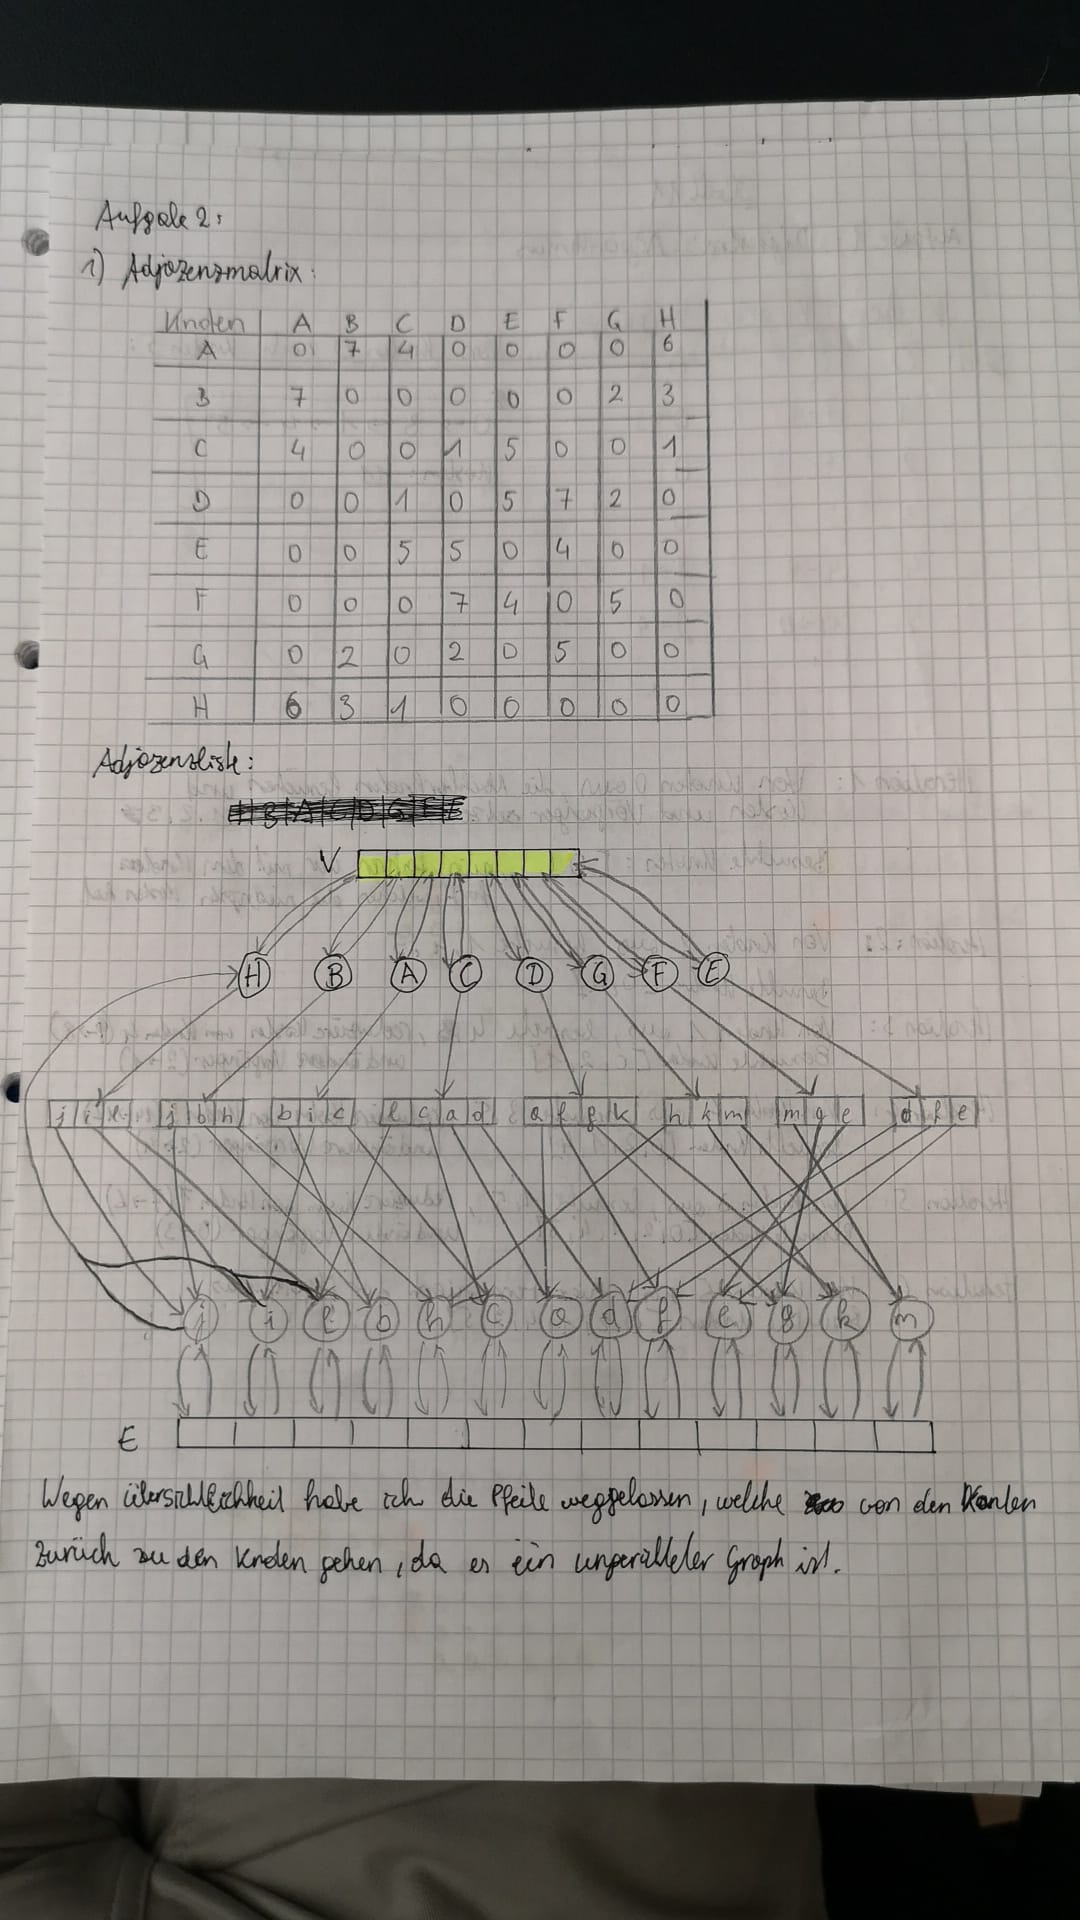 Aufgabe 2:
1) Adjazenzmatrix:
Knoten A B C D E F G H
A 0 7 4 0 0 0 0 6
B 7 0 0 0 0 0 2 3
C 4 0 0 1 5 0 0 1
D 0 0 1 0 5 7 2 0
E 0 0 5 5 0 4 0 0
F 0 0 0 7 4 0 5 0
G 0 2 0 2 0 5 0 0
H 6 3 1 0 0 0 0 0
Adjazensliste:
V
H B A C D G F E
j i l j b h b i c l c a d a f g k h k m m g e d f e
j i l b h c a d f e g k m
E
Wegen übersichlichheit habe ich die Pfeile weggelassen, welche von den Kanten
zurück zu den Knoten gehen, da es ein ungerichteter Graph ist.